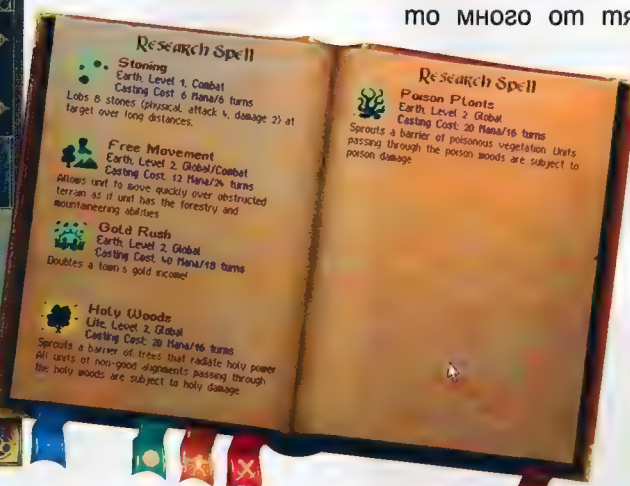 то много от тя
Research Spell
Stoning
Earth, Level 1, Combat
Casting Cost: 6 Mana/6 turns
Lobs 8 stones (physical, attack 4, damage 2) at
target over long distances.
Free Movement
Earth, Level 2, Global/Combat
Casting Cost: 12 Mana/24 turns
Allows unit to move quickly over obstructed
terrain as if unit has the forestry and
mountaineering abilities
Gold Rush
Earth, Level 2, Global
Casting Cost: 40 Mana/18 turns
Doubles a town's gold income!
Holy Woods
Life, Level 2, Global
Casting Cost: 20 Mana/16 turns
Sprouts a barrier of trees that radiate holy power
All units of non-good alignments passing through
the holy woods are subject to holy damage
Research Spell
Poison Plants
Earth, Level 2 Global
Casting Cost: 20 Mana/16 turns
Sprouts a barrier of poisonous vegetation Units
passing through the poison woods are subject to
poison damage